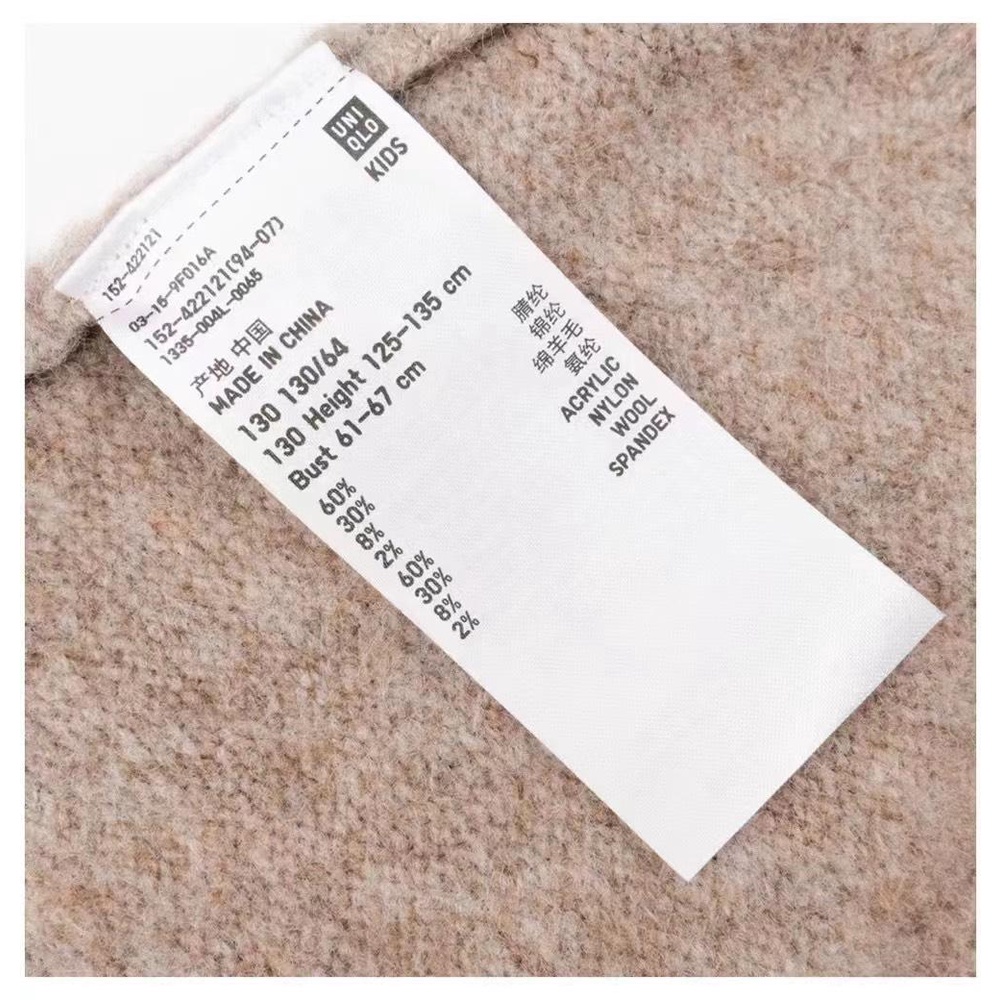 UNI
QLO
KIDS
152-422121
03-15-9F016A
152-422121(94-07)
1335-004L-0065
产地 中国
MADE IN CHINA
130 130/64
130 Height 125-135 cm
Bust 61-67 cm
60% 腈纶
30% 锦纶
8% 绵羊毛
2% 氨纶
60% ACRYLIC
30% NYLON
8% WOOL
2% SPANDEX